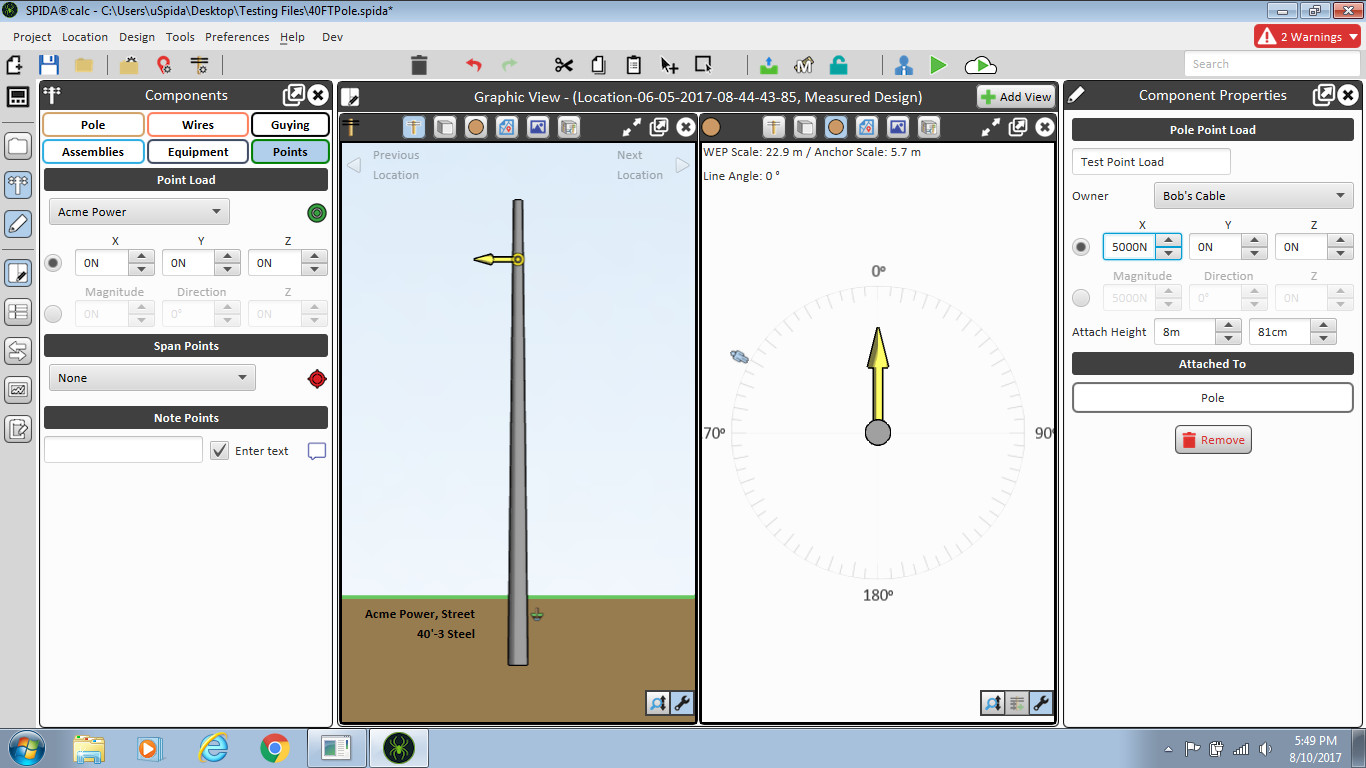 SPIDA®calc - C:\Users\uSpida\Desktop\Testing Files\40FTPole.spida*
Project Location Design Tools Preferences Help Dev
2 Warnings
Search
Components
Pole Wires Guying
Assemblies Equipment Points
Point Load
Acme Power
X Y Z
0N 0N 0N
Magnitude Direction Z
0N 0° 0N
Span Points
None
Note Points
Enter text
Graphic View - (Location-06-05-2017-08-44-43-85, Measured Design)
Add View
Previous
Location
Next
Location
Acme Power, Street
40'-3 Steel
WEP Scale: 22.9 m / Anchor Scale: 5.7 m
Line Angle: 0 °
0°
70°
90°
180°
Component Properties
Pole Point Load
Test Point Load
Owner Bob's Cable
X Y Z
5000N 0N 0N
Magnitude Direction Z
5000N 0° 0N
Attach Height 8m 81cm
Attached To
Pole
Remove
5:49 PM
8/10/2017